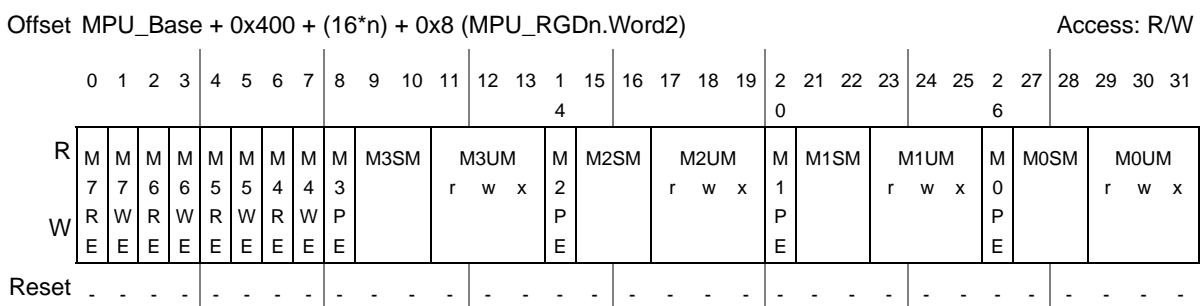 Offset MPU_Base + 0x400 + (16*n) + 0x8 (MPU_RGDn.Word2) Access: R/W
0 1 2 3 4 5 6 7 8 9 10 11 12 13 1 15 16 17 18 19 2 21 22 23 24 25 2 27 28 29 30 31
4 0 6
R M M M M M M M M M M3SM M3UM M M2SM M2UM M M1SM M1UM M M0SM M0UM
7 7 6 6 5 5 4 4 3 r w x 2 r w x 1 r w x 0 r w x
W R W R W R W R W P P P P
E E E E E E E E E E E E
Reset - - - - - - - - - - - - - - - - - - - - - - - - - - - - - - - -